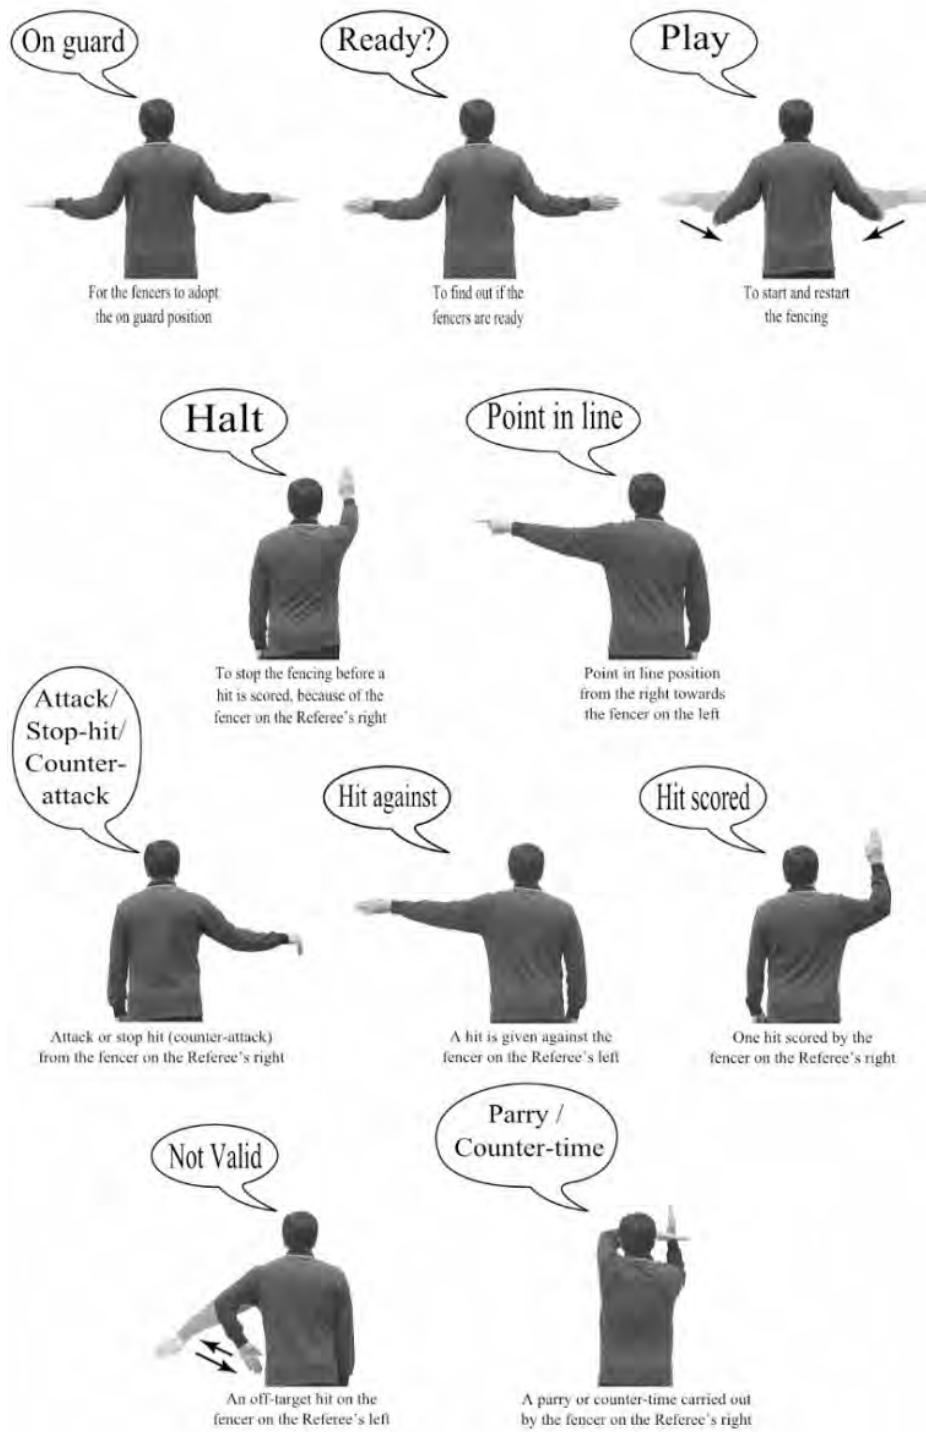 On guard
Ready?
Play
For the fencers to adopt
the on guard position
To find out if the
fencers are ready
To start and restart
the fencing
Halt
Point in line
To stop the fencing before a
hit is scored, because of the
fencer on the Referee's right
Point in line position
from the right towards
the fencer on the left
Attack/
Stop-hit/
Counter-
attack
Hit against
Hit scored
Attack or stop hit (counter-attack)
from the fencer on the Referee's right
A hit is given against the
fencer on the Referee's left
One hit scored by the
fencer on the Referee's right
Not Valid
Parry /
Counter-time
An off-target hit on the
fencer on the Referee's left
A parry or counter-time carried out
by the fencer on the Referee's right